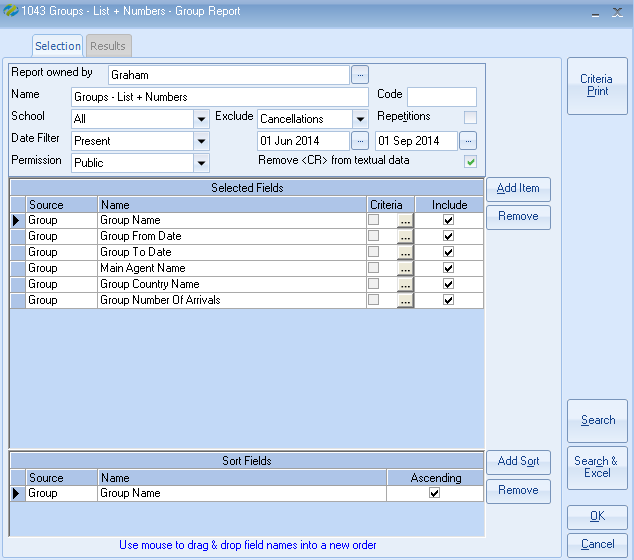 1043 Groups - List + Numbers - Group Report
Selection Results
Report owned by Graham ...
Name Groups - List + Numbers Code
School All Exclude Cancellations Repetitions
Date Filter Present 01 Jun 2014 ... 01 Sep 2014 ...
Permission Public Remove <CR> from textual data
Criteria
Print
Selected Fields
Source Name Criteria Include
Group Group Name ...
Group Group From Date ...
Group Group To Date ...
Group Main Agent Name ...
Group Group Country Name ...
Group Group Number Of Arrivals ...
Add Item
Remove
Sort Fields
Source Name Ascending
Group Group Name
Add Sort
Remove
Use mouse to drag & drop field names into a new order
Search
Search &
Excel
OK
Cancel